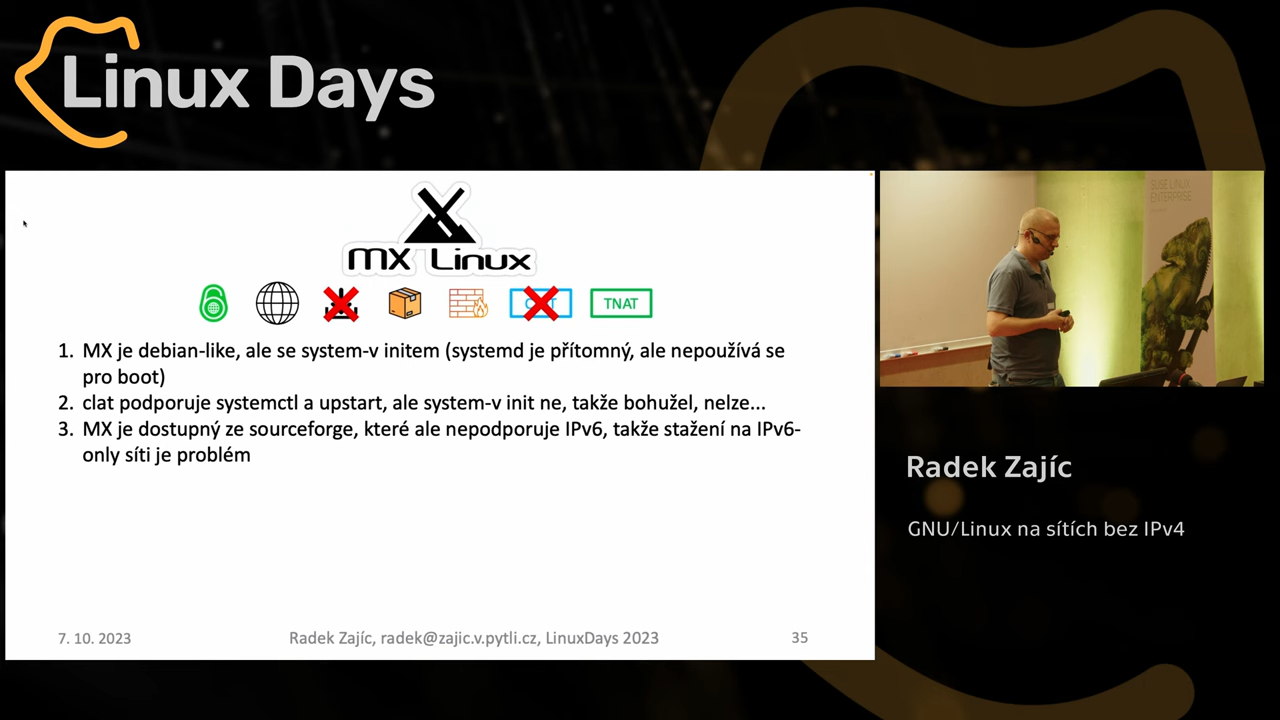 Linux Days
MX Linux
TNAT
1. MX je debian-like, ale se system-v initem (systemd je přítomný, ale nepoužívá se
pro boot)
2. clat podporuje systemctl a upstart, ale system-v init ne, takže bohužel, nelze...
3. MX je dostupný ze sourceforge, které ale nepodporuje IPv6, takže stažení na IPv6-
only síti je problém
7. 10. 2023
Radek Zajíc, radek@zajic.v.pytli.cz, LinuxDays 2023
35
SUSE LINUX
ENTERPRISE
Radek Zajíc
GNU/Linux na sítích bez IPv4